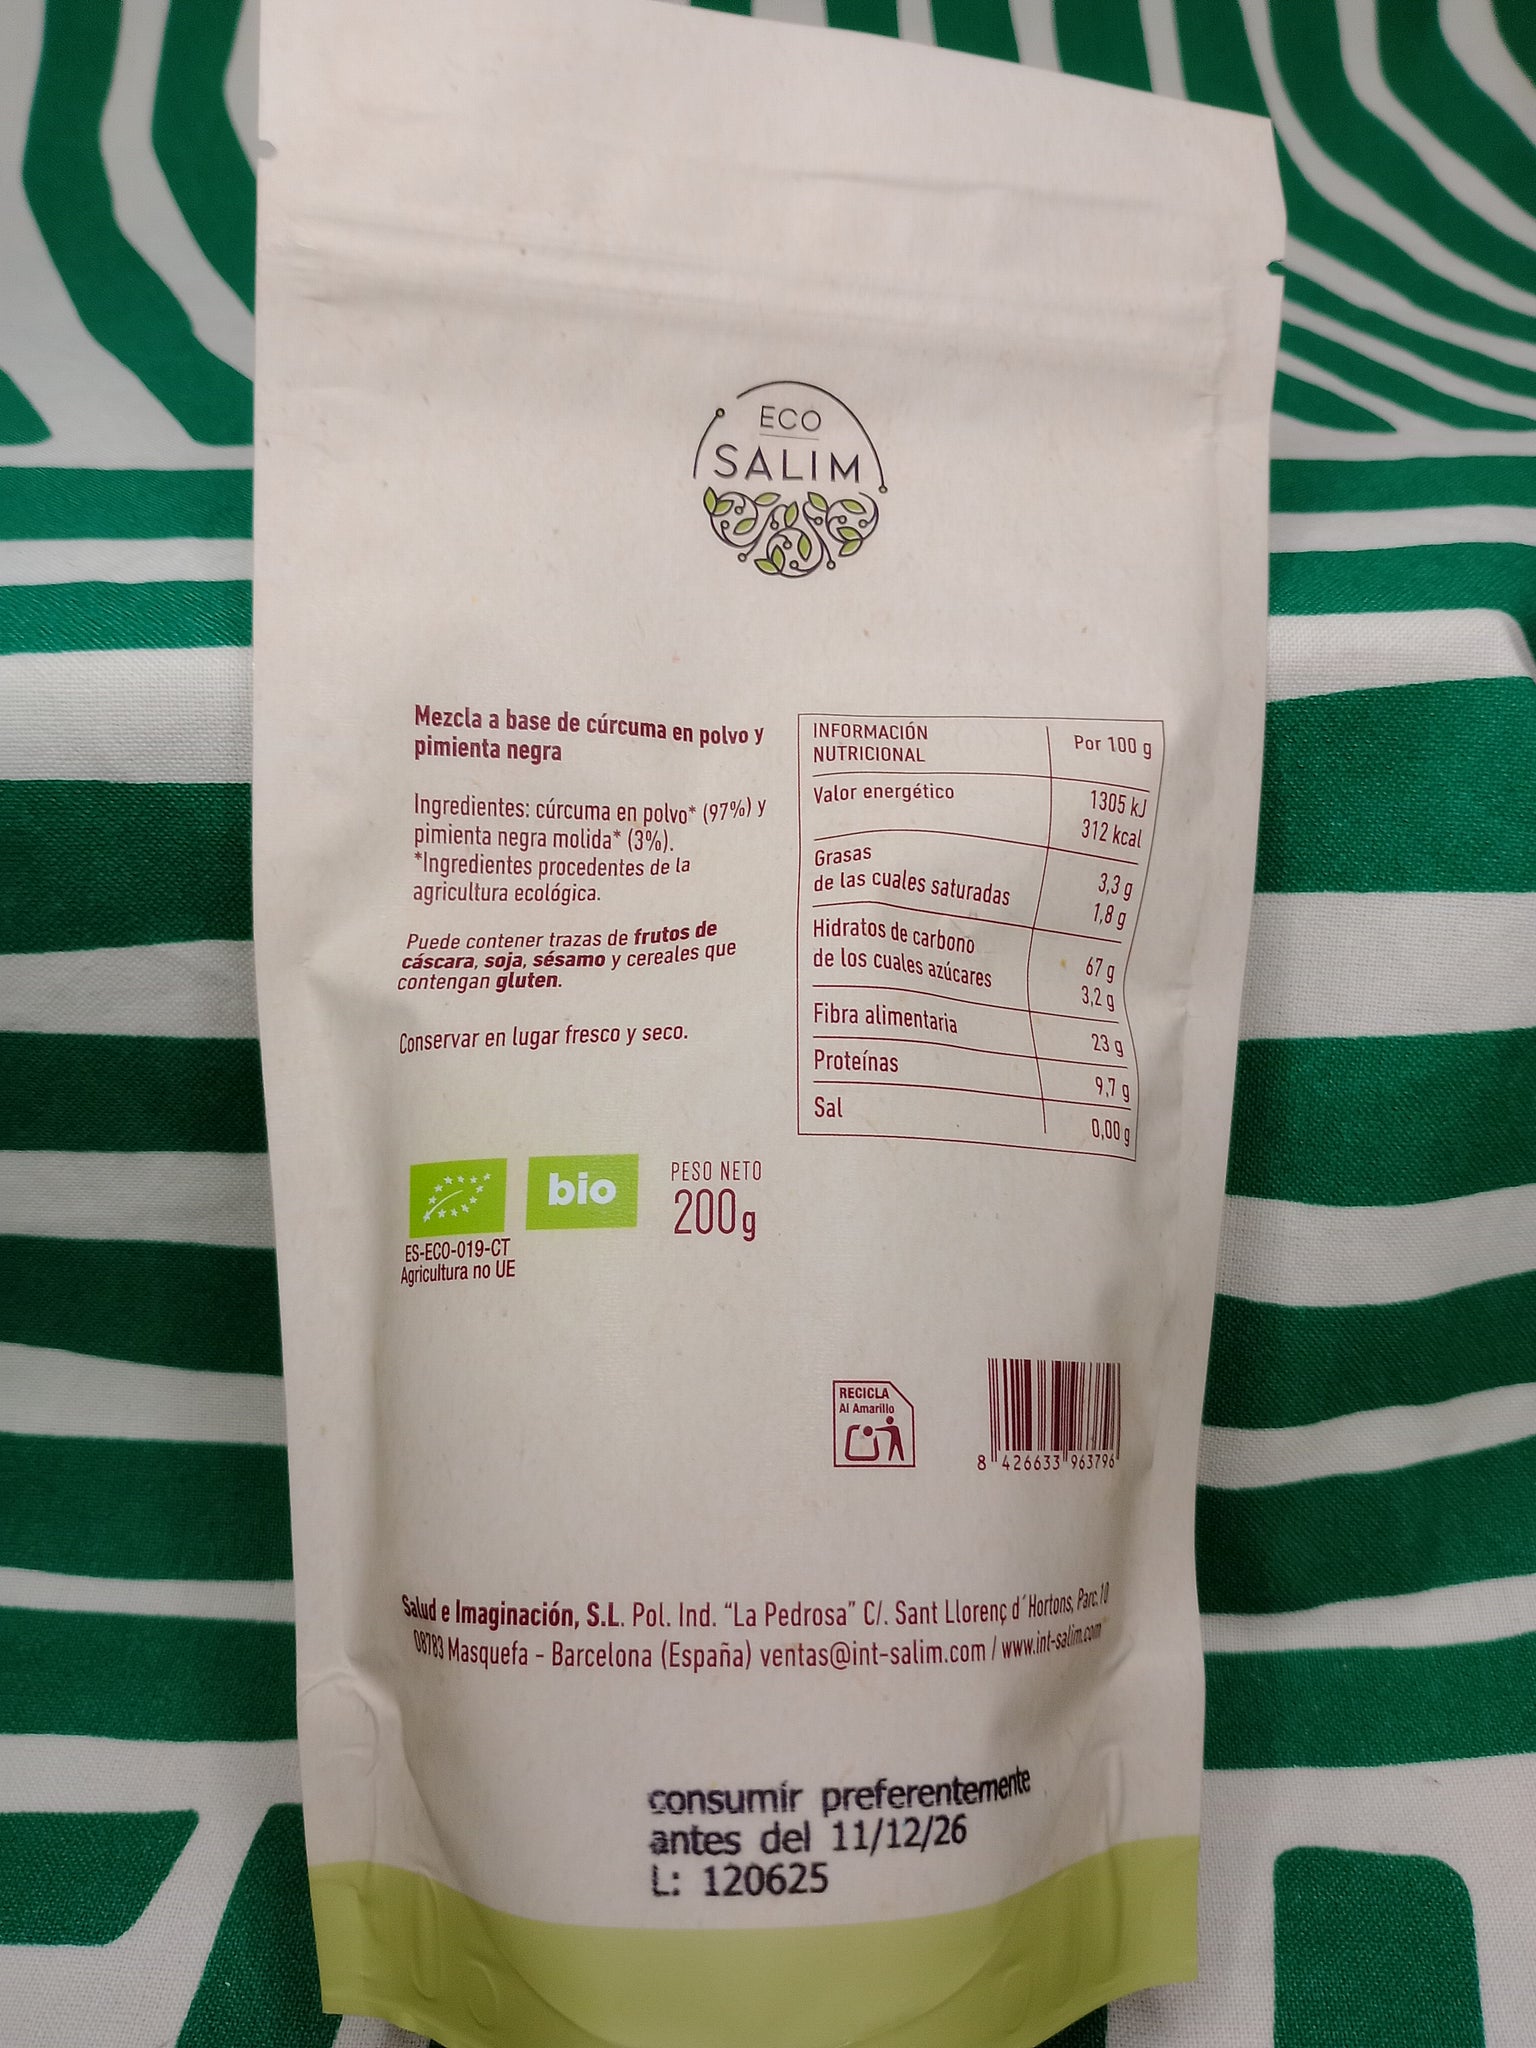 ECO
SALIM
Mezcla a base de cúrcuma en polvo y
pimienta negra
Ingredientes: cúrcuma en polvo* (97%) y
pimienta negra molida* (3%).
*Ingredientes procedentes de la
agricultura ecológica.
Puede contener trazas de frutos de
cáscara, soja, sésamo y cereales que
contengan gluten.
Conservar en lugar fresco y seco.
INFORMACIÓN
NUTRICIONAL
Por 100 g
Valor energético
1305 kJ
312 kcal
Grasas
3,3 g
de las cuales saturadas
1,8 g
Hidratos de carbono
67 g
de los cuales azúcares
3,2 g
Fibra alimentaria
23 g
Proteínas
9,7 g
Sal
0,00 g
bio
PESO NETO
200 g
ES-ECO-019-CT
Agricultura no UE
RECICLA
Al Amarillo
8 426633 963796
Salud e Imaginación, S.L. Pol. Ind. "La Pedrosa" C/. Sant Llorenç d´Hortons, Parc. 10
08783 Masquefa - Barcelona (España) ventas@int-salim.com / www.int-salim.com
consumir preferentemente
antes del 11/12/26
L: 120625